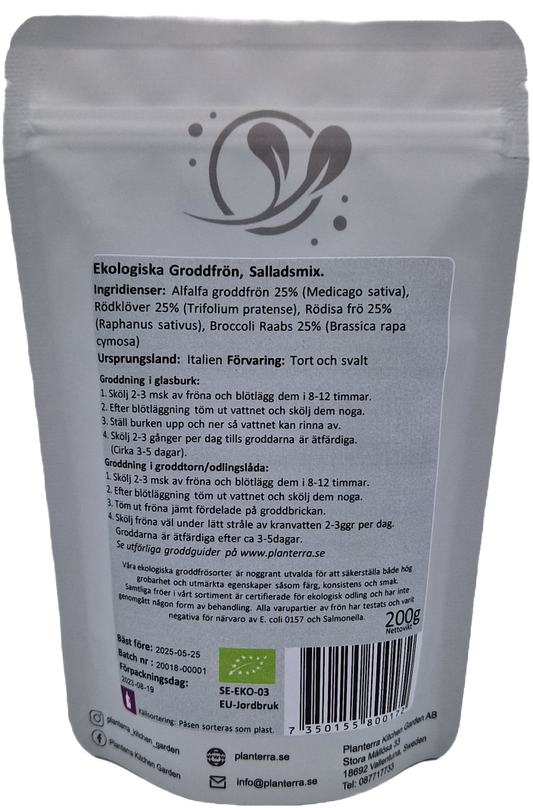 Ekologiska Groddfrön, Salladsmix.
Ingridienser: Alfalfa groddfrön 25% (Medicago sativa),
Rödklöver 25% (Trifolium pratense), Rödisa frö 25%
(Raphanus sativus), Broccoli Raabs 25% (Brassica rapa
cymosa)
Ursprungsland: Italien Förvaring: Tort och svalt
Groddning i glasburk:
1. Skölj 2-3 msk av fröna och blötlägg dem i 8-12 timmar.
2. Efter blötläggning töm ut vattnet och skölj dem noga.
3. Ställ burken upp och ner så vattnet kan rinna av.
4. Skölj 2-3 gånger per dag tills groddarna är ätfärdiga.
(Cirka 3-5 dagar).
Groddning i groddtorn/odlingslåda:
1. Skölj 2-3 msk av fröna och blötlägg dem i 8-12 timmar.
2. Efter blötläggning töm ut vattnet och skölj dem noga.
3. Töm ut fröna jämt fördelade på groddbrickan.
4. Skölj fröna väl under lätt stråle av kranvatten 2-3ggr per dag.
Groddarna är ätfärdiga efter ca 3-5dagar.
Se utförliga groddguider på www.planterra.se
Våra ekologiska groddfrösorter är noggrant utvalda för att säkerställa både hög
grobarhet och utmärkta egenskaper såsom färg, konsistens och smak.
Samtliga fröer i vårt sortiment är certifierade för ekologisk odling och har inte
genomgått någon form av behandling. Alla varupartier av frön har testats och varit
negativa för närvaro av E. coli 0157 och Salmonella.
200g
Nettovikt
Bäst före: 2025-05-25
Batch nr : 20018-00001
Förpackningsdag:
2023-08-19
SE-EKO-03
EU-Jordbruk
Källsortering: Påsen sorteras som plast.
7 350155 80017
planterra_kitchen_garden
Planterra Kitchen Garden
www
planterra.se
info@planterra.se
Planterra Kitchen Garden AB
Stora Mällösa 33
18692 Vallentuna, Sweden
Tel: 087717733